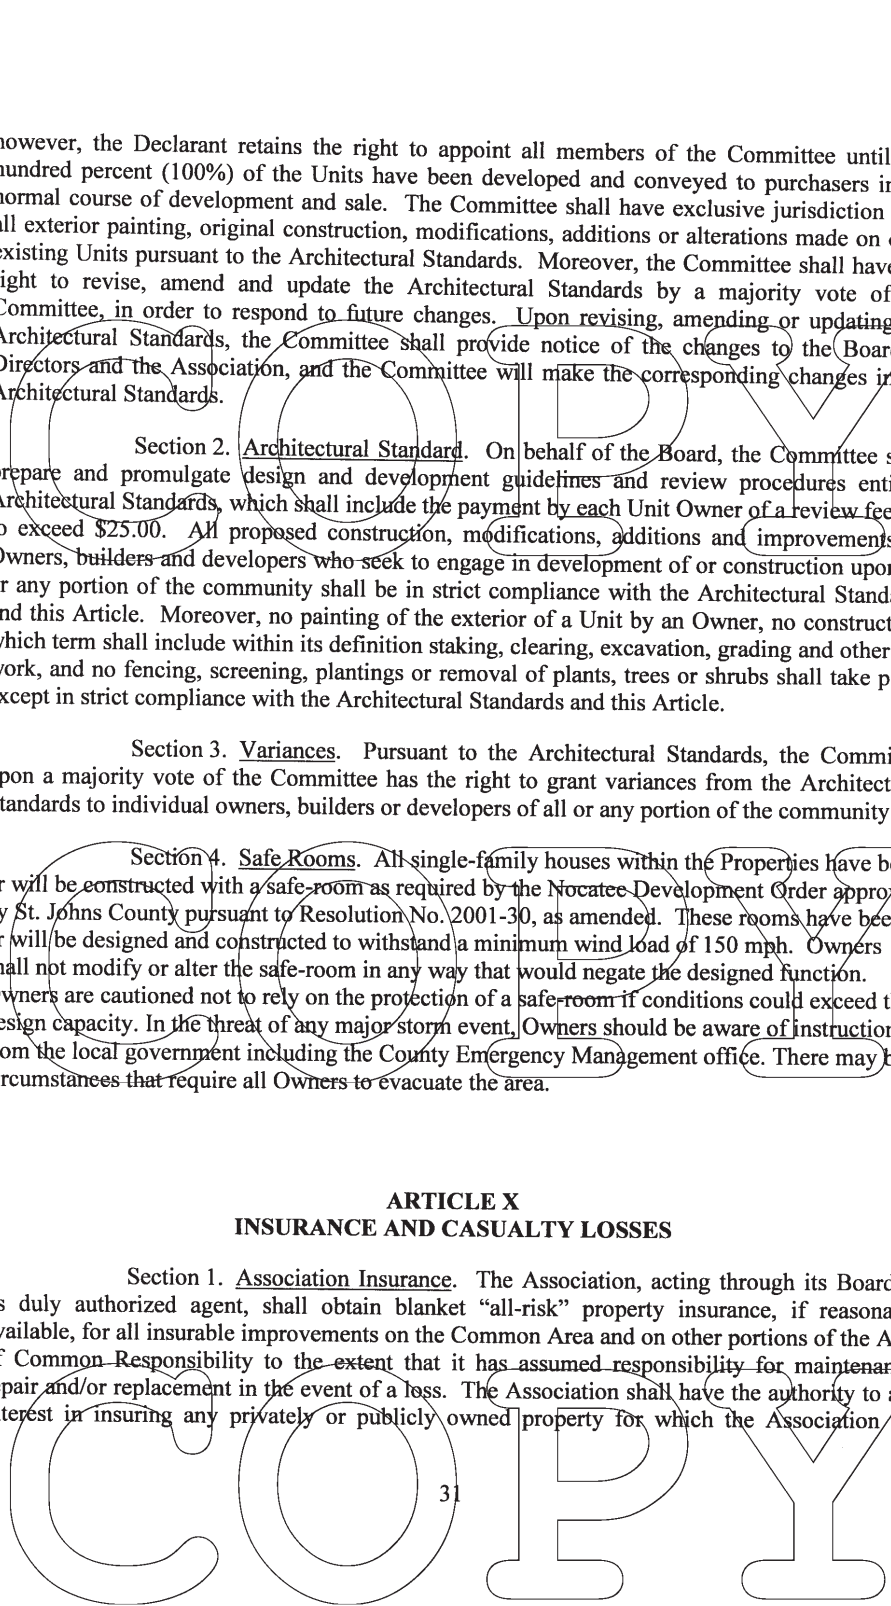 however, the Declarant retains the right to appoint all members of the Committee until
hundred percent (100%) of the Units have been developed and conveyed to purchasers in
normal course of development and sale. The Committee shall have exclusive jurisdiction
all exterior painting, original construction, modifications, additions or alterations made on
existing Units pursuant to the Architectural Standards. Moreover, the Committee shall have
right to revise, amend and update the Architectural Standards by a majority vote of
Committee, in order to respond to future changes. Upon revising, amending or updating
Architectural Standards, the Committee shall provide notice of the changes to the Boar
Directors and the Association, and the Committee will make the corresponding changes in
Architectural Standards.
Section 2. Architectural Standard. On behalf of the Board, the Committee s
prepare and promulgate design and development guidelines and review procedures enti
Architectural Standards, which shall include the payment by each Unit Owner of a review fee
o exceed $25.00. All proposed construction, modifications, additions and improvements
Owners, builders and developers who seek to engage in development of or construction upon
r any portion of the community shall be in strict compliance with the Architectural Standa
nd this Article. Moreover, no painting of the exterior of a Unit by an Owner, no construct
which term shall include within its definition staking, clearing, excavation, grading and other
work, and no fencing, screening, plantings or removal of plants, trees or shrubs shall take p
xcept in strict compliance with the Architectural Standards and this Article.
Section 3. Variances. Pursuant to the Architectural Standards, the Commi
pon a majority vote of the Committee has the right to grant variances from the Architect
tandards to individual owners, builders or developers of all or any portion of the community
Section 4. Safe Rooms. All single-family houses within the Properties have be
r will be constructed with a safe-room as required by the Nocatee Development Order appro
y St. Johns County pursuant to Resolution No. 2001-30, as amended. These rooms have bee
r will be designed and constructed to withstand a minimum wind load of 150 mph. Owners
hall not modify or alter the safe-room in any way that would negate the designed function.
wners are cautioned not to rely on the protection of a safe-room if conditions could exceed t
esign capacity. In the threat of any major storm event, Owners should be aware of instruction
om the local government including the County Emergency Management office. There may b
rcumstances that require all Owners to evacuate the area.
ARTICLE X
INSURANCE AND CASUALTY LOSSES
Section 1. Association Insurance. The Association, acting through its Board
s duly authorized agent, shall obtain blanket “all-risk” property insurance, if reasona
vailable, for all insurable improvements on the Common Area and on other portions of the A
f Common Responsibility to the extent that it has assumed responsibility for maintenan
pair and/or replacement in the event of a loss. The Association shall have the authority to a
terest in insuring any privately or publicly owned property for which the Association
31
COPY
COPY
COPY